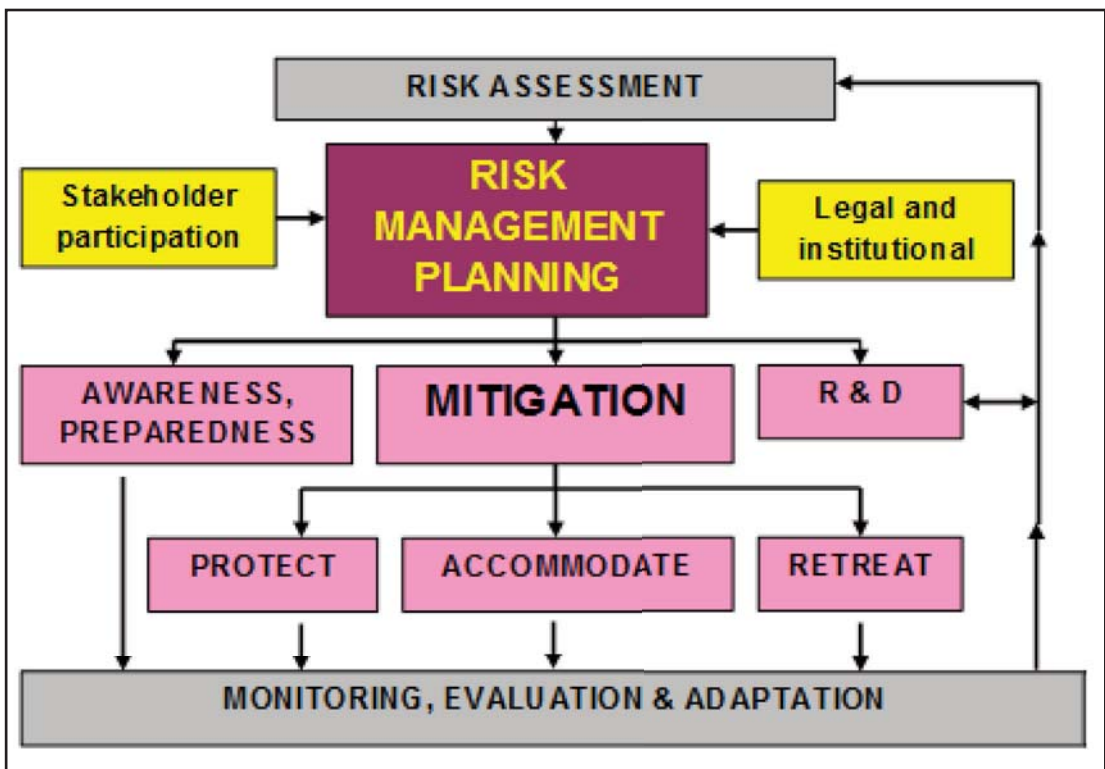 RISK ASSESSMENT
Stakeholder
participation
RISK
MANAGEMENT
PLANNING
Legal and
institutional
AWARENESS,
PREPAREDNESS
MITIGATION
R & D
PROTECT
ACCOMMODATE
RETREAT
MONITORING, EVALUATION & ADAPTATION